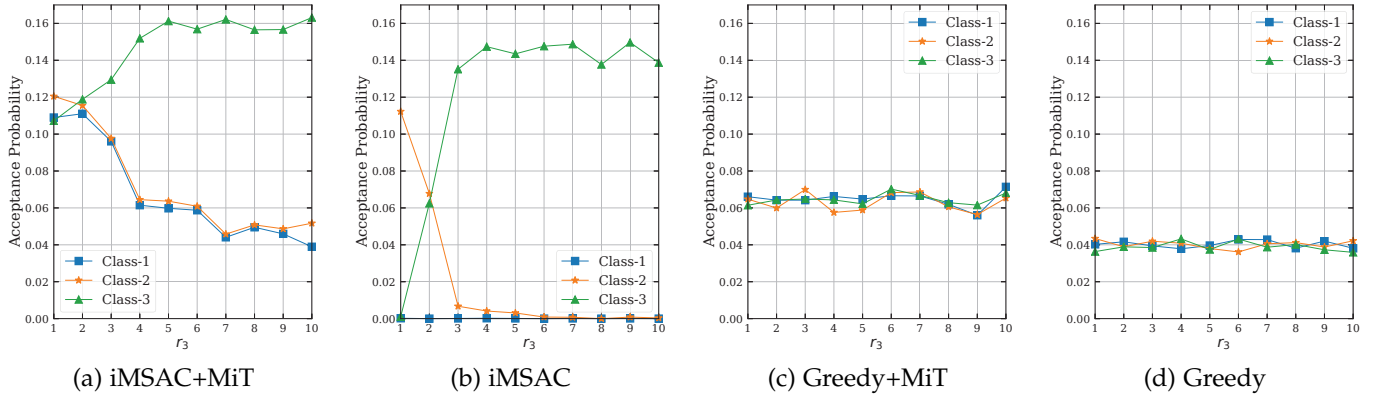 Acceptance Probability
0.16
0.14
0.12
0.10
0.08
0.06
0.04
0.02
0.00
Class-1
Class-2
Class-3
1 2 3 4 5 6 7 8 9 10
r3
(a) iMSAC+MiT
Acceptance Probability
0.16
0.14
0.12
0.10
0.08
0.06
0.04
0.02
0.00
Class-1
Class-2
Class-3
1 2 3 4 5 6 7 8 9 10
r3
(b) iMSAC
Acceptance Probability
0.16
0.14
0.12
0.10
0.08
0.06
0.04
0.02
0.00
Class-1
Class-2
Class-3
1 2 3 4 5 6 7 8 9 10
r3
(c) Greedy+MiT
Acceptance Probability
0.16
0.14
0.12
0.10
0.08
0.06
0.04
0.02
0.00
Class-1
Class-2
Class-3
1 2 3 4 5 6 7 8 9 10
r3
(d) Greedy